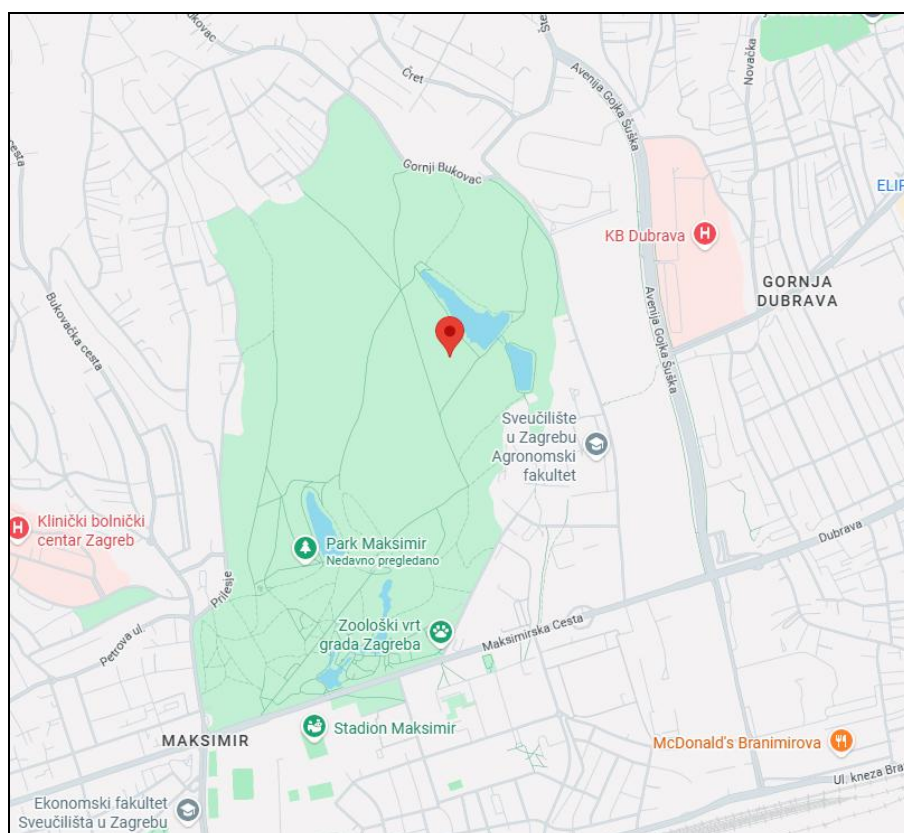 Bukovac
Čret
Avenija Gojka Šuška
Novačka
Gornji Bukovac
ELIF
KB Dubrava
GORNJA
DUBRAVA
Bukovačka cesta
Avenija Gojka Šuška
Sveučilište
u Zagrebu
Agronomski
fakultet
Klinički bolnički
centar Zagreb
Park Maksimir
Nedavno pregledano
Dubrava
Prilesje
Petrova ul.
Zoološki vrt
grada Zagreba
Maksimirska Cesta
MAKSIMIR
Stadion Maksimir
McDonald's Branimirova
Ul. kneza Bra
Ekonomski fakultet
Sveučilišta u Zagrebu